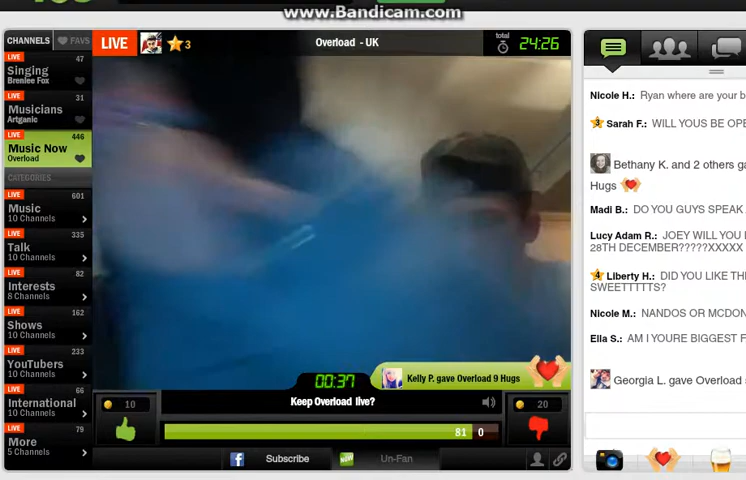 www.Bandicam.com
CHANNELS
FAVS
LIVE
47
Singing
Brenlee Fox
LIVE
31
Musicians
Artganic
LIVE
446
Music Now
Overload
CATEGORIES
LIVE
601
Music
10 Channels
LIVE
335
Talk
10 Channels
LIVE
82
Interests
8 Channels
LIVE
162
Shows
10 Channels
LIVE
233
YouTubers
10 Channels
LIVE
66
International
10 Channels
LIVE
79
More
5 Channels
LIVE
3
Overload - UK
total
24:26
00:37
Kelly P. gave Overload 9 Hugs
10
Keep Overload live?
20
81
0
Subscribe
NOW
Un-Fan
Nicole H.: Ryan where are your b
3 Sarah F.: WILL YOUS BE OPE
Bethany K. and 2 others ga
Hugs
Madi B.: DO YOU GUYS SPEAK
Lucy Adam R.: JOEY WILL YOU
28TH DECEMBER?????XXXX
4 Liberty H.: DID YOU LIKE THE
SWEETTTTS?
Nicole M.: NANDOS OR MCDON
Ella S.: AM I YOURE BIGGEST F
Georgia L. gave Overload